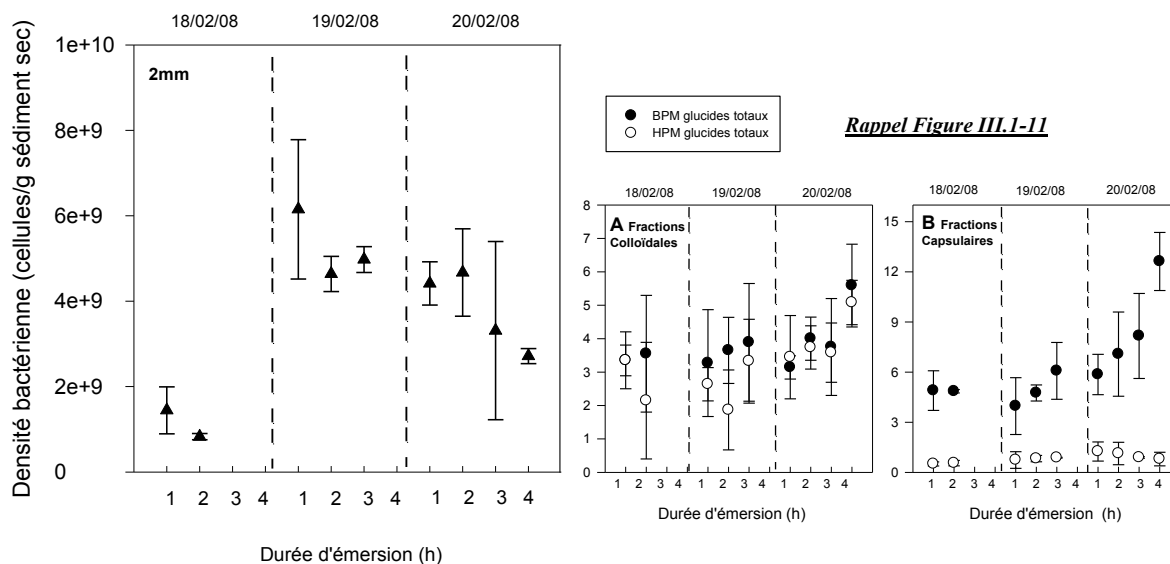 18/02/08 19/02/08 20/02/08
Densité bactérienne (cellules/g sédiment sec)
1e+10
8e+9
6e+9
4e+9
2e+9
0
2mm
1 2 3 4 1 2 3 4 1 2 3 4
Durée d'émersion (h)
BPM glucides totaux
HPM glucides totaux
Rappel Figure III.1-11
18/02/08 19/02/08 20/02/08
8
7
6
5
4
3
2
1
0
A Fractions
Colloïdales
1 2 3 4 1 2 3 4 1 2 3 4
Durée d'émersion (h)
18/02/08 19/02/08 20/02/08
15
12
9
6
3
0
B Fractions
Capsulaires
1 2 3 4 1 2 3 4 1 2 3 4
Durée d'émersion (h)